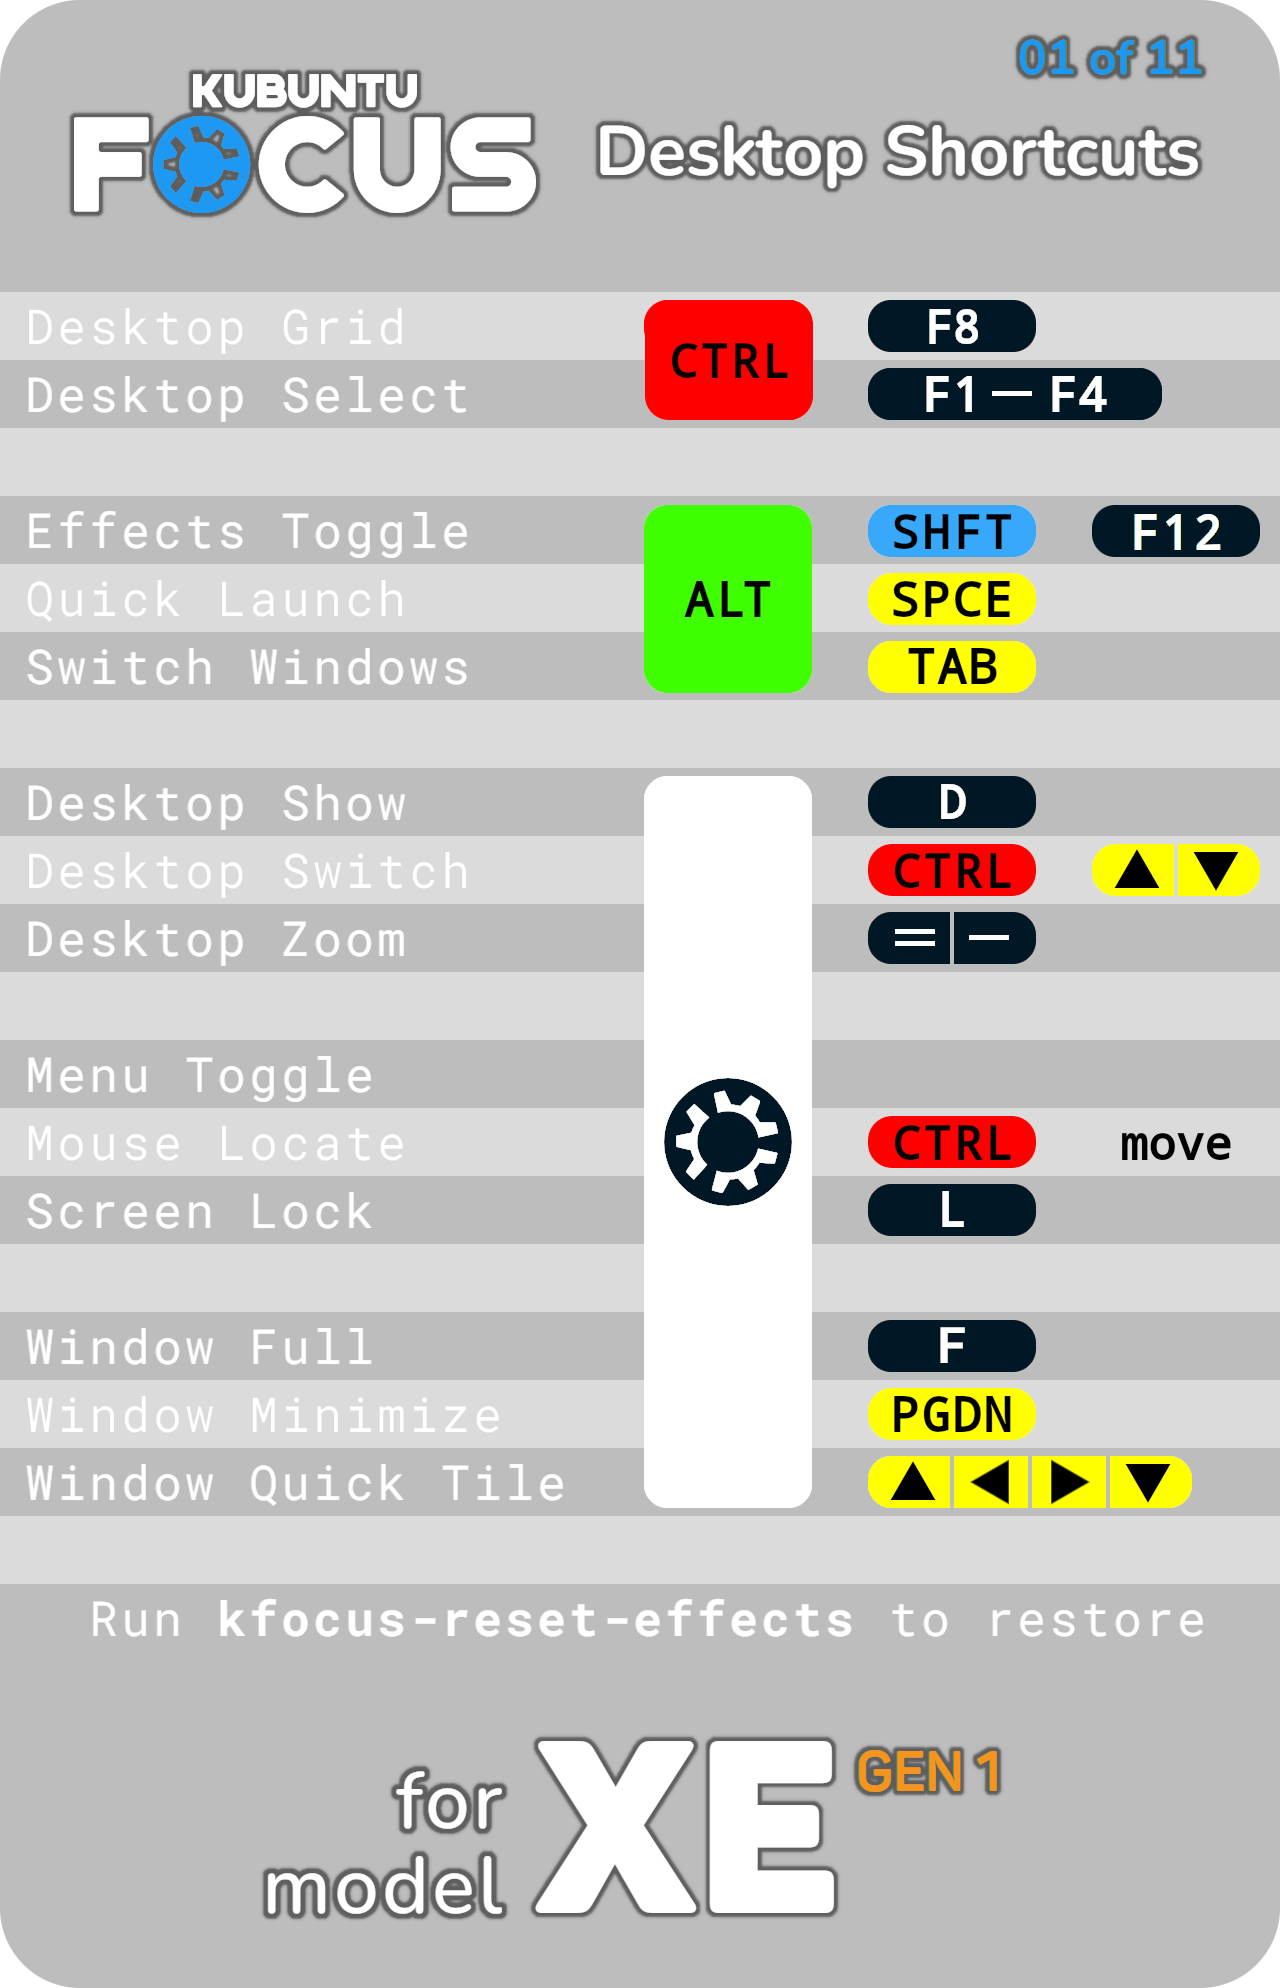 01 of 11
KUBUNTU
FOCUS
Desktop Shortcuts
Desktop Grid CTRL F8
Desktop Select F1 — F4
Effects Toggle ALT SHFT F12
Quick Launch SPCE
Switch Windows TAB
Desktop Show D
Desktop Switch CTRL ▲ ▼
Desktop Zoom = —
Menu Toggle
Mouse Locate CTRL move
Screen Lock L
Window Full F
Window Minimize PGDN
Window Quick Tile ▲ ◀ ▶ ▼
Run kfocus-reset-effects to restore
for model XE GEN 1